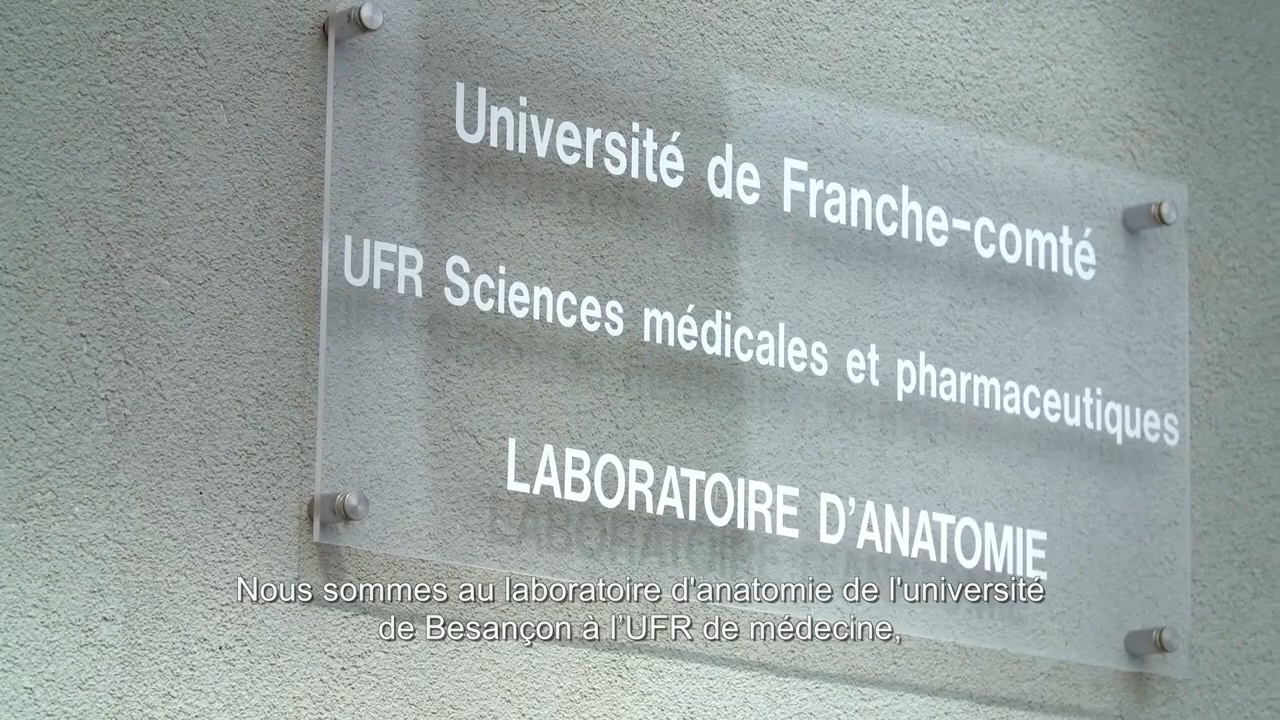 Université de Franche-comté
UFR Sciences médicales et pharmaceutiques
LABORATOIRE D'ANATOMIE
Nous sommes au laboratoire d'anatomie de l'université
de Besançon à l’UFR de médecine,